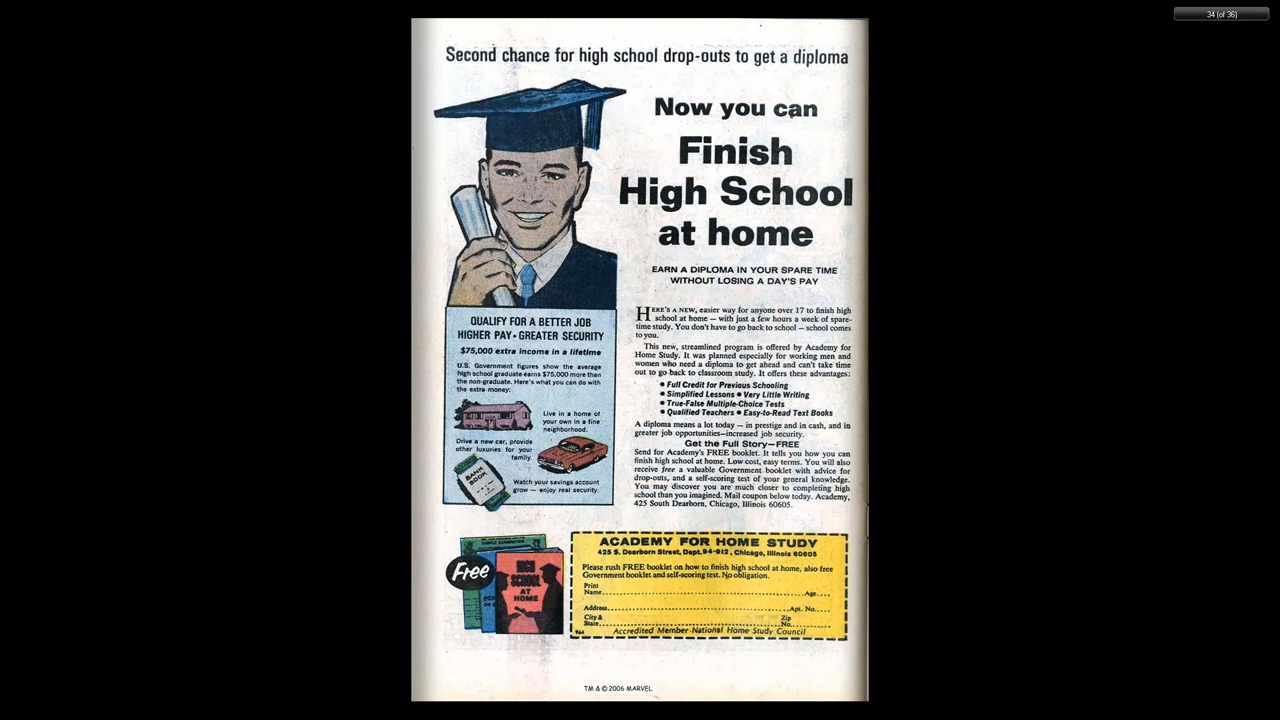 34 (of 36)
Second chance for high school drop-outs to get a diploma
Now you can
Finish
High School
at home
EARN A DIPLOMA IN YOUR SPARE TIME
WITHOUT LOSING A DAY'S PAY
HERE'S A NEW, easier way for anyone over 17 to finish high
school at home — with just a few hours a week of spare-
time study. You don't have to go back to school — school comes
to you.
This new, streamlined program is offered by Academy for
Home Study. It was planned especially for working men and
women who need a diploma to get ahead and can't take time
out to go back to classroom study. It offers these advantages:
● Full Credit for Previous Schooling
● Simplified Lessons ● Very Little Writing
● True-False Multiple-Choice Tests
● Qualified Teachers ● Easy-to-Read Text Books
A diploma means a lot today — in prestige and in cash, and in
greater job opportunities—increased job security.
Get the Full Story—FREE
Send for Academy's FREE booklet. It tells you how you can
finish high school at home. Low cost, easy terms. You will also
receive free a valuable Government booklet with advice for
drop-outs, and a self-scoring test of your general knowledge.
You may discover you are much closer to completing high
school than you imagined. Mail coupon below today. Academy,
425 South Dearborn, Chicago, Illinois 60605.
QUALIFY FOR A BETTER JOB
HIGHER PAY • GREATER SECURITY
$75,000 extra income in a lifetime
U.S. Government figures show the average
high school graduate earns $75,000 more than
the non-graduate. Here's what you can do with
the extra money:
Live in a home of
your own in a fine
neighborhood.
Drive a new car, provide
other luxuries for your
family.
BANK
BOOK
Watch your savings account
grow — enjoy real security.
Free
HIGH
SCHOOL
AT
HOME
ACADEMY FOR HOME STUDY
425 S. Dearborn Street, Dept. 94-912, Chicago, Illinois 60605
Please rush FREE booklet on how to finish high school at home, also free
Government booklet and self-scoring test. No obligation.
Print
Name Age
Address Apt. No.
City & Zip
State No.
964 Accredited Member National Home Study Council
TM & © 2006 MARVEL